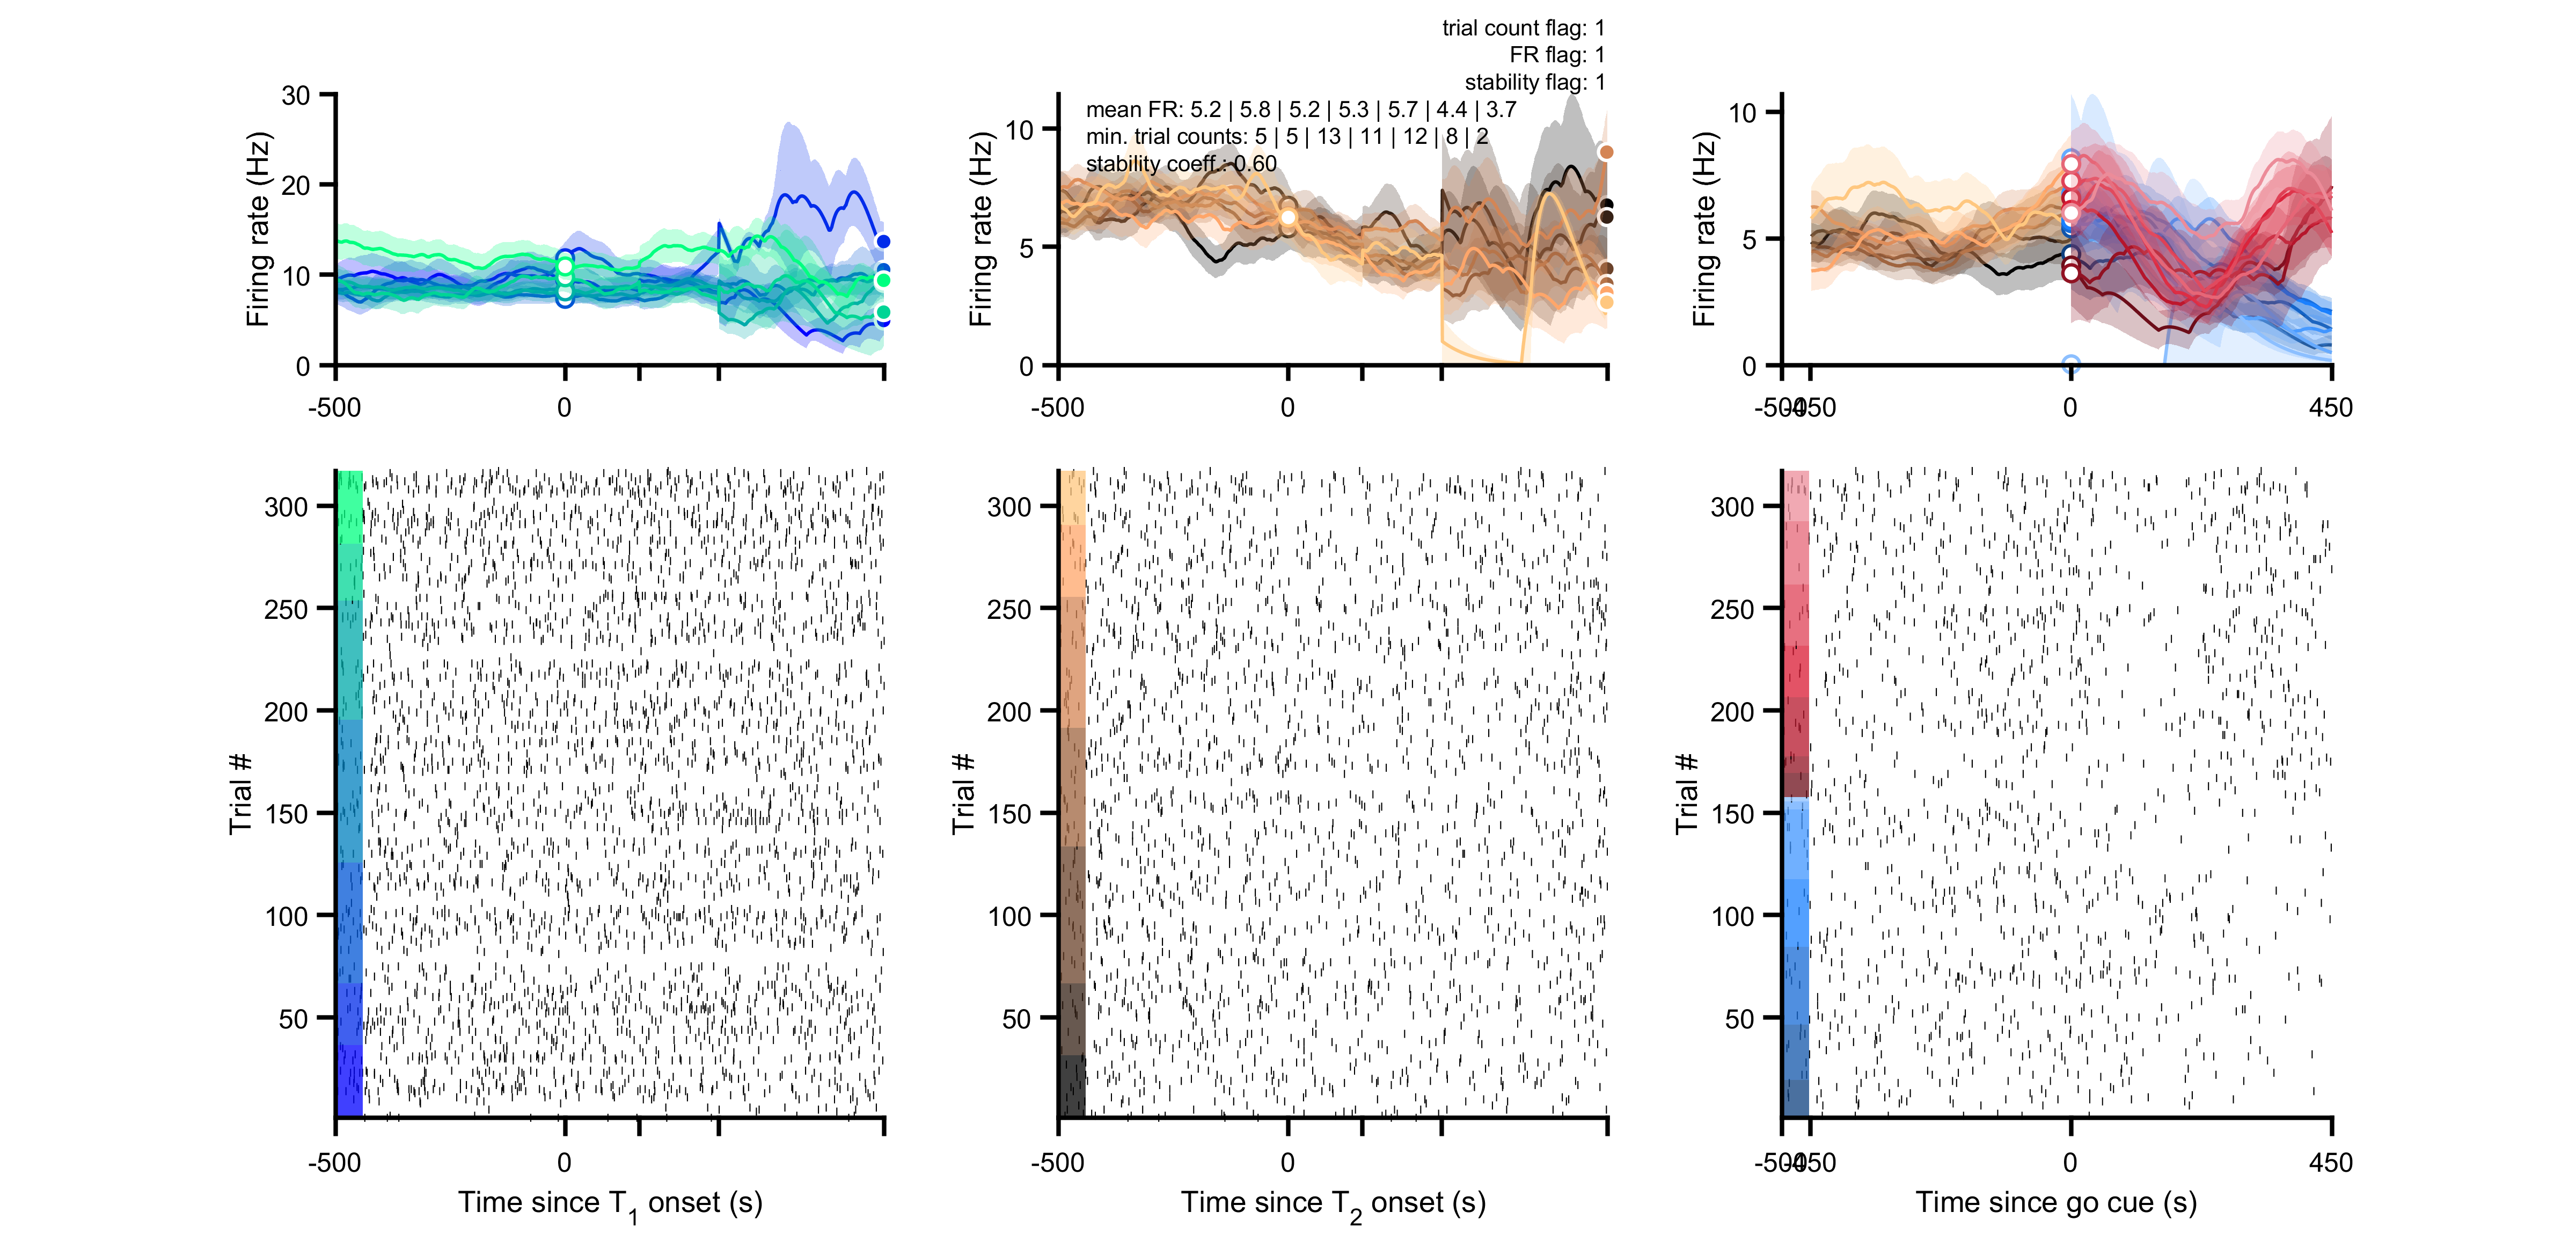 trial count flag: 1
FR flag: 1
stability flag: 1
mean FR: 5.2 | 5.8 | 5.2 | 5.3 | 5.7 | 4.4 | 3.7
min. trial counts: 5 | 5 | 13 | 11 | 12 | 8 | 2
stability coeff.: 0.60
Firing rate (Hz)
30
20
10
0
-500
0
Firing rate (Hz)
10
5
0
-500
0
Firing rate (Hz)
10
5
0
-500
-450
0
450
Trial #
300
250
200
150
100
50
-500
0
Time since T1 onset (s)
Trial #
300
250
200
150
100
50
-500
0
Time since T2 onset (s)
Trial #
300
250
200
150
100
50
-500
-450
0
450
Time since go cue (s)